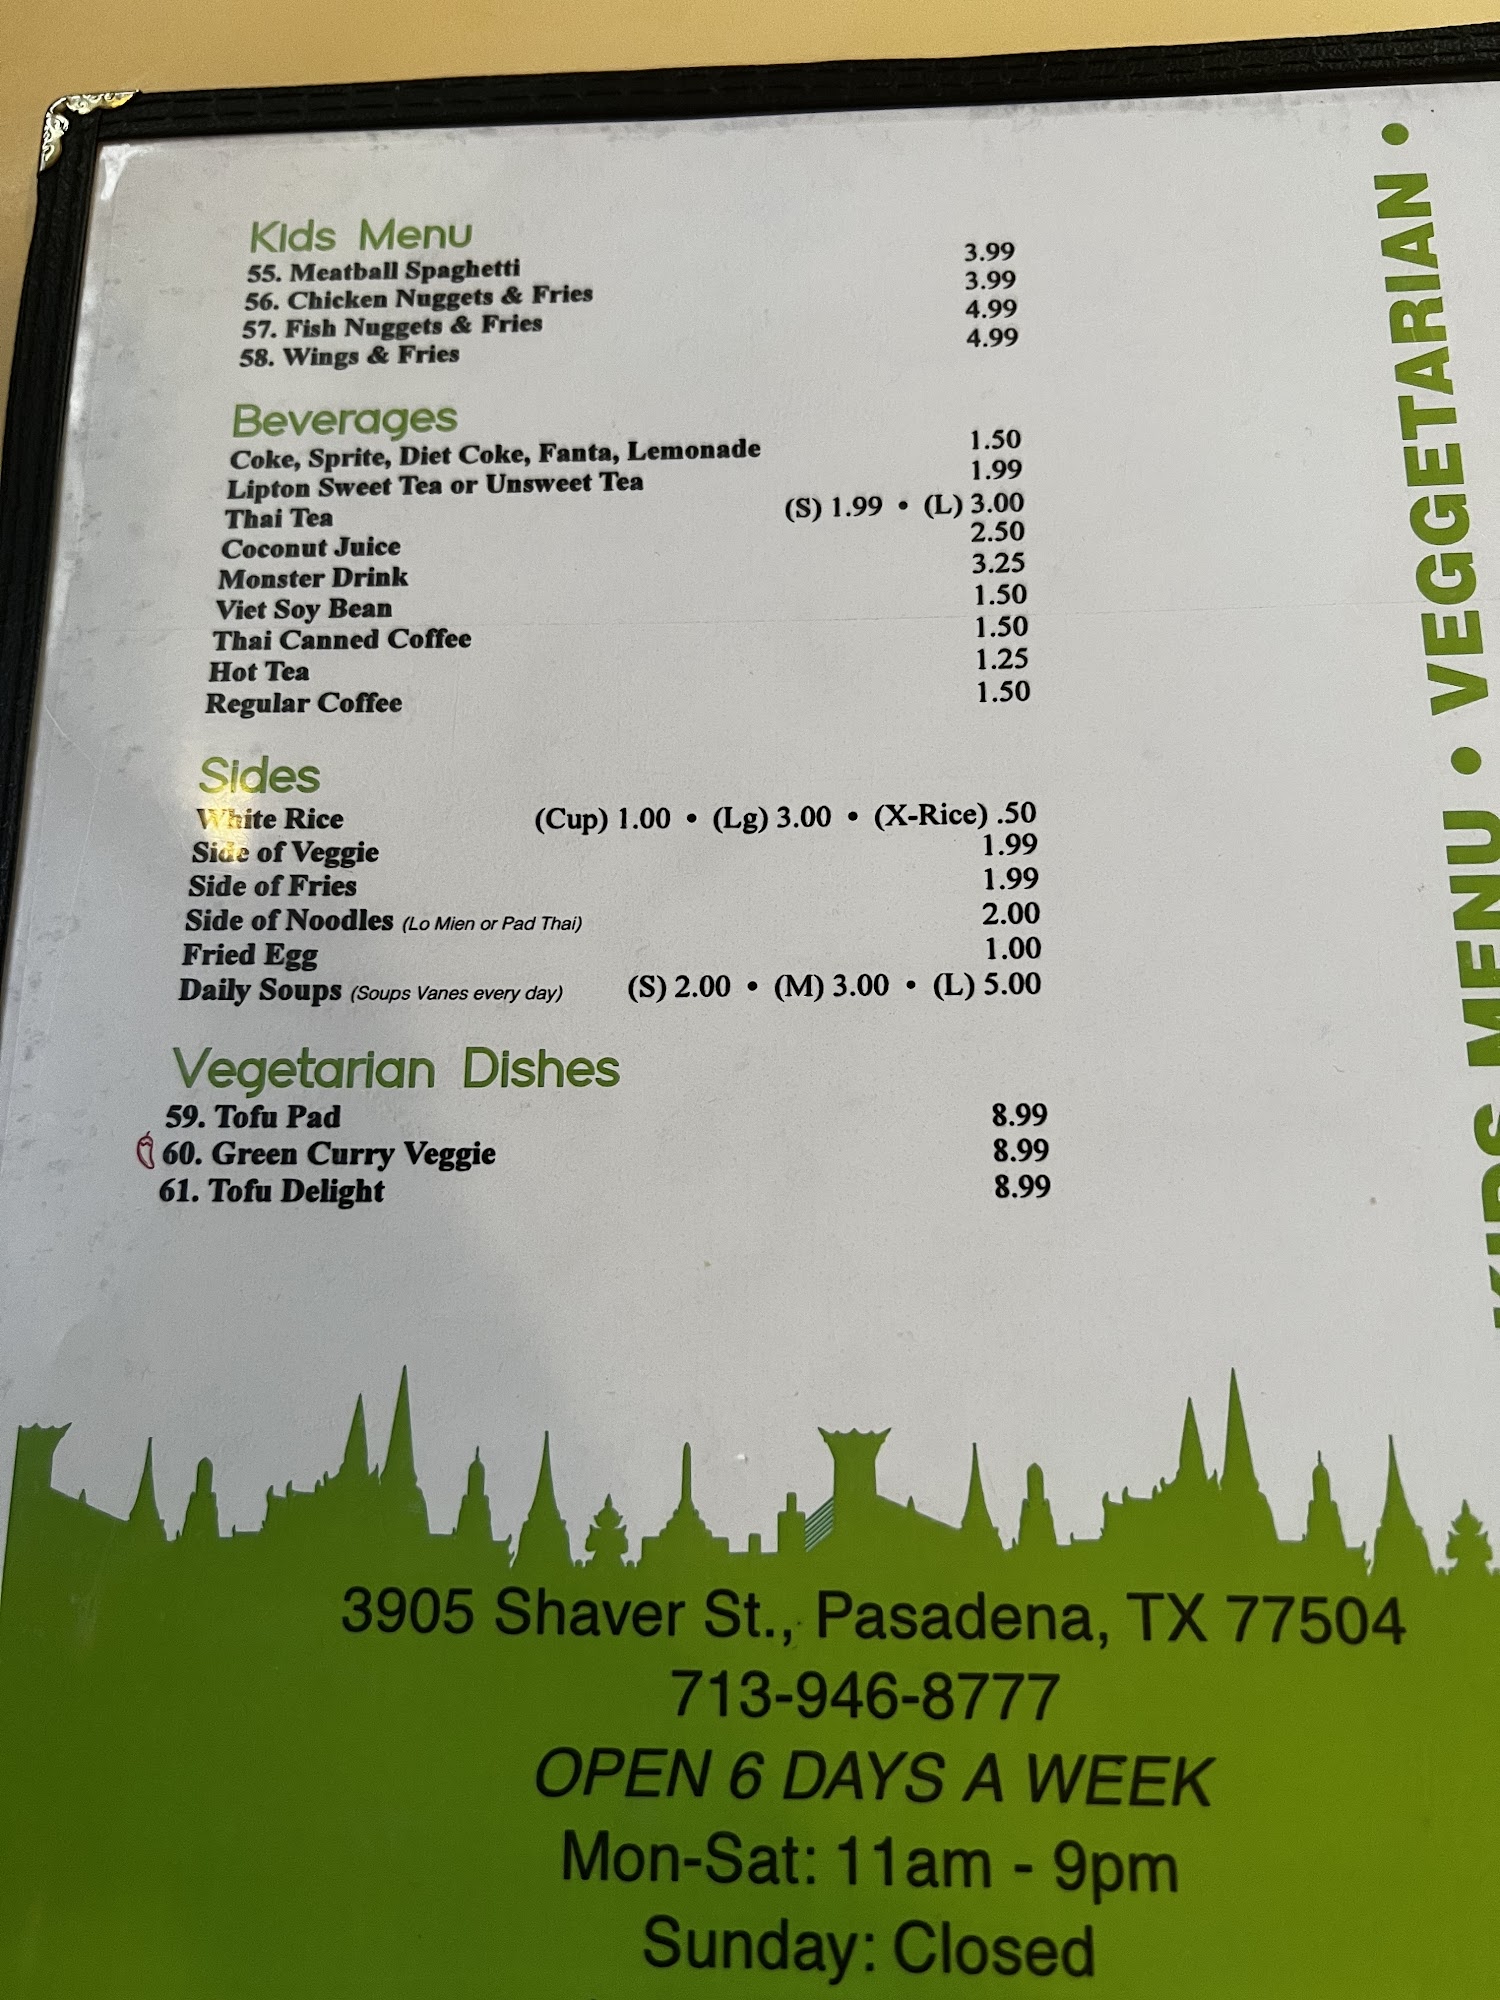 Kids Menu
55. Meatball Spaghetti 3.99
56. Chicken Nuggets & Fries 3.99
57. Fish Nuggets & Fries 4.99
58. Wings & Fries 4.99
Beverages
Coke, Sprite, Diet Coke, Fanta, Lemonade 1.50
Lipton Sweet Tea or Unsweet Tea 1.99
Thai Tea (S) 1.99 • (L) 3.00
Coconut Juice 2.50
Monster Drink 3.25
Viet Soy Bean 1.50
Thai Canned Coffee 1.50
Hot Tea 1.25
Regular Coffee 1.50
Sides
White Rice (Cup) 1.00 • (Lg) 3.00 • (X-Rice) .50
Side of Veggie 1.99
Side of Fries 1.99
Side of Noodles (Lo Mien or Pad Thai) 2.00
Fried Egg 1.00
Daily Soups (Soups Vanes every day) (S) 2.00 • (M) 3.00 • (L) 5.00
Vegetarian Dishes
59. Tofu Pad 8.99
60. Green Curry Veggie 8.99
61. Tofu Delight 8.99
KIDS MENU • VEGGETARIAN •
3905 Shaver St., Pasadena, TX 77504
713-946-8777
OPEN 6 DAYS A WEEK
Mon-Sat: 11am - 9pm
Sunday: Closed